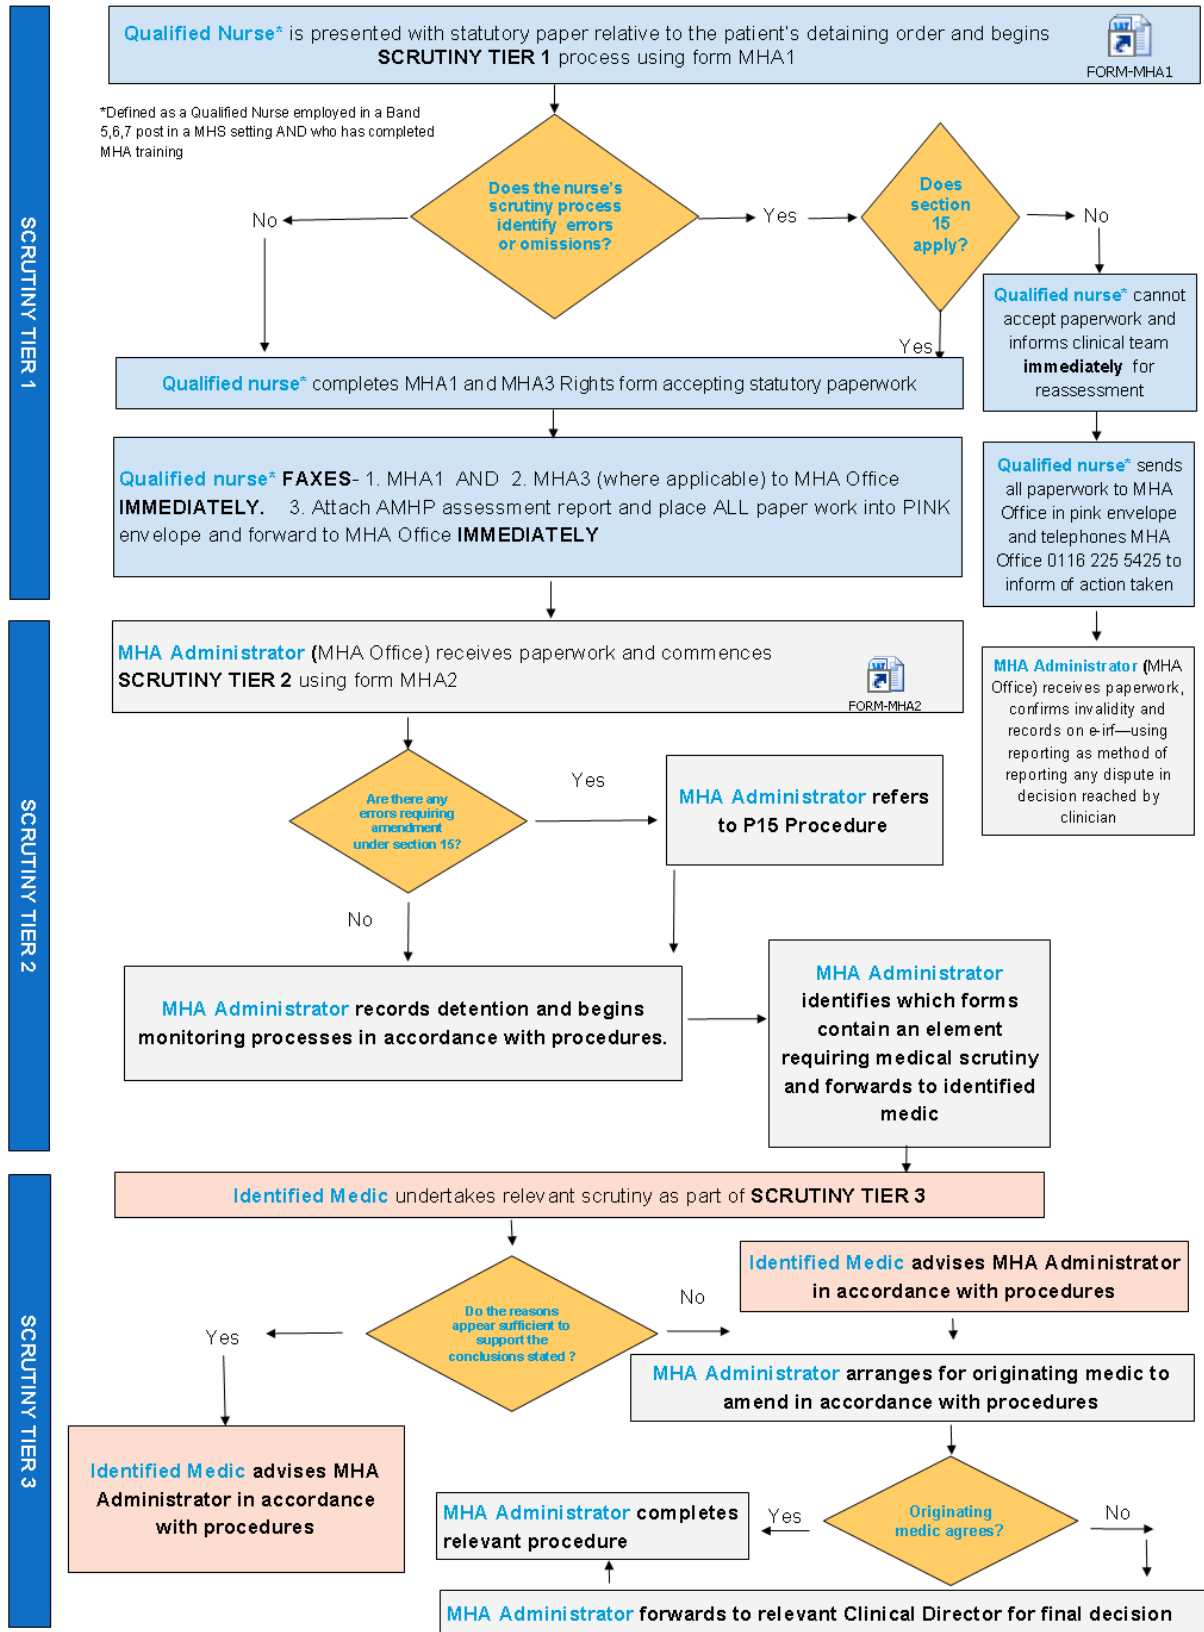 Qualified Nurse* is presented with statutory paper relative to the patient's detaining order and begins
SCRUTINY TIER 1 process using form MHA1
FORM-MHA1
*Defined as a Qualified Nurse employed in a Band
5,6,7 post in a MHS setting AND who has completed
MHA training
SCRUTINY TIER 1
Does the nurse's
scrutiny process
identify errors
or omissions?
No
Yes
Does
section
15
apply?
No
Yes
Qualified nurse* cannot
accept paperwork and
informs clinical team
immediately for
reassessment
Qualified nurse* completes MHA1 and MHA3 Rights form accepting statutory paperwork
Qualified nurse* FAXES- 1. MHA1 AND 2. MHA3 (where applicable) to MHA Office
IMMEDIATELY. 3. Attach AMHP assessment report and place ALL paper work into PINK
envelope and forward to MHA Office IMMEDIATELY
Qualified nurse* sends
all paperwork to MHA
Office in pink envelope
and telephones MHA
Office 0116 225 5425 to
inform of action taken
SCRUTINY TIER 2
MHA Administrator (MHA Office) receives paperwork and commences
SCRUTINY TIER 2 using form MHA2
FORM-MHA2
MHA Administrator (MHA
Office) receives paperwork,
confirms invalidity and
records on e-irf—using
reporting as method of
reporting any dispute in
decision reached by
clinician
Are there any
errors requiring
amendment
under section 15?
Yes
No
MHA Administrator refers
to P15 Procedure
MHA Administrator records detention and begins
monitoring processes in accordance with procedures.
MHA Administrator
identifies which forms
contain an element
requiring medical scrutiny
and forwards to identified
medic
SCRUTINY TIER 3
Identified Medic undertakes relevant scrutiny as part of SCRUTINY TIER 3
Do the reasons
appear sufficient to
support the
conclusions stated ?
Yes
No
Identified Medic advises MHA Administrator
in accordance with procedures
MHA Administrator arranges for originating medic to
amend in accordance with procedures
Identified Medic advises MHA
Administrator in accordance
with procedures
Originating
medic agrees?
Yes
No
MHA Administrator completes
relevant procedure
MHA Administrator forwards to relevant Clinical Director for final decision